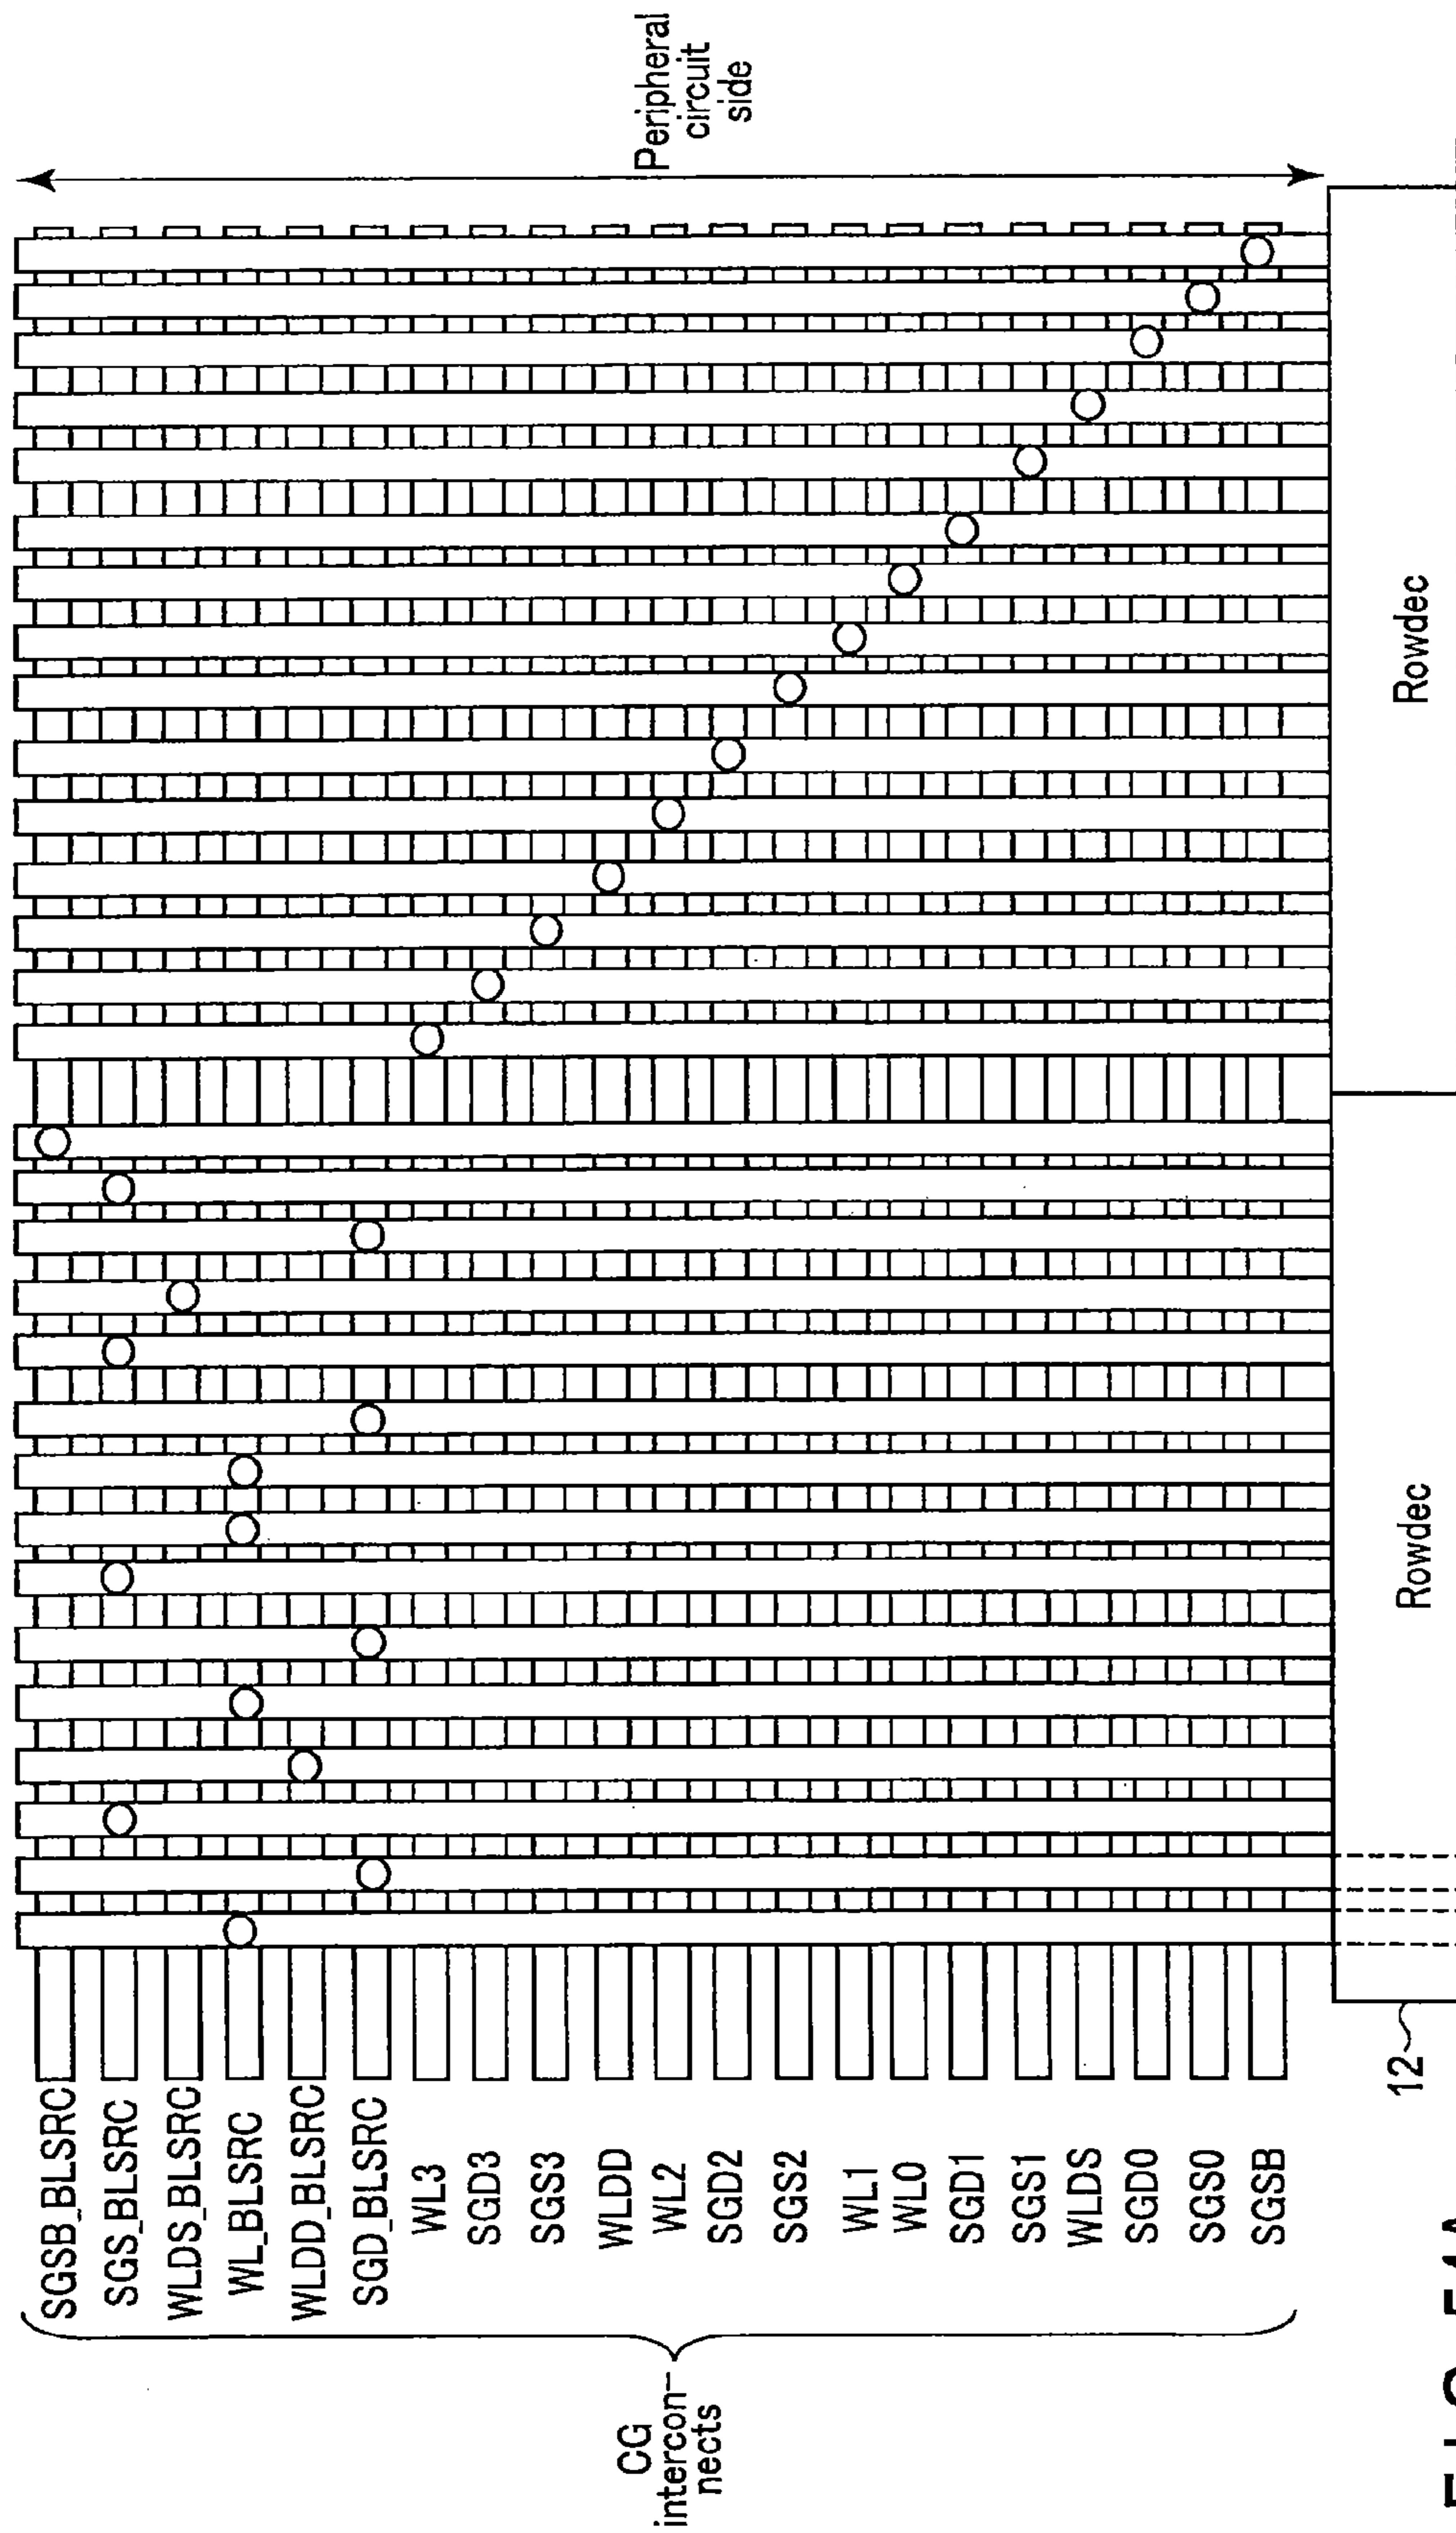 Peripheral
circuit
side
SGSB_BLSRC
SGS_BLSRC
WLDS_BLSRC
WL_BLSRC
WLDD_BLSRC
SGD_BLSRC
WL3
SGD3
SGS3
WLDD
WL2
SGD2
SGS2
WL1
WL0
SGD1
SGS1
WLDS
SGD0
SGS0
SGSB
CG
intercon-
nects
Rowdec
Rowdec
12